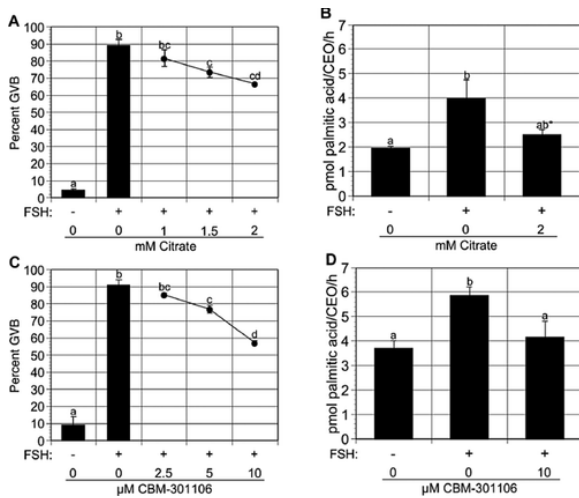 A
Percent GVB
100
90
80
70
60
50
40
30
20
10
0
a
b
bc
c
cd
FSH: - + + + +
0 0 1 1.5 2
mM Citrate
B
pmol palmitic acid/CEO/h
7
6
5
4
3
2
1
0
a
b
ab*
FSH: - + +
0 0 2
mM Citrate
C
Percent GVB
100
90
80
70
60
50
40
30
20
10
0
a
b
bc
c
d
FSH: - + + + +
0 0 2.5 5 10
µM CBM-301106
D
pmol palmitic acid/CEO/h
7
6
5
4
3
2
1
0
a
b
a
FSH: - + +
0 0 10
µM CBM-301106